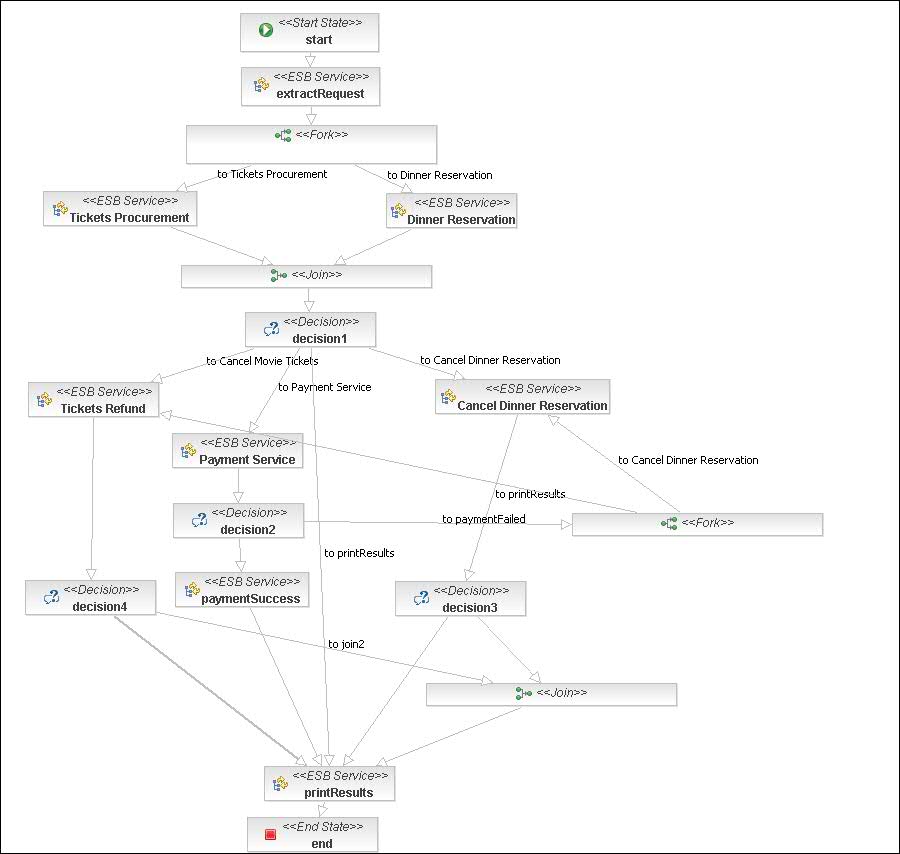 <<Start State>>
start
<<ESB Service>>
extractRequest
<<Fork>>
to Tickets Procurement
to Dinner Reservation
<<ESB Service>>
Tickets Procurement
<<ESB Service>>
Dinner Reservation
<<Join>>
<<Decision>>
decision1
to Cancel Movie Tickets
to Cancel Dinner Reservation
to Payment Service
<<ESB Service>>
Tickets Refund
<<ESB Service>>
Cancel Dinner Reservation
<<ESB Service>>
Payment Service
to Cancel Dinner Reservation
to printResults
<<Decision>>
decision2
to paymentFailed
<<Fork>>
to printResults
<<Decision>>
decision4
<<ESB Service>>
paymentSuccess
<<Decision>>
decision3
to join2
<<Join>>
<<ESB Service>>
printResults
<<End State>>
end